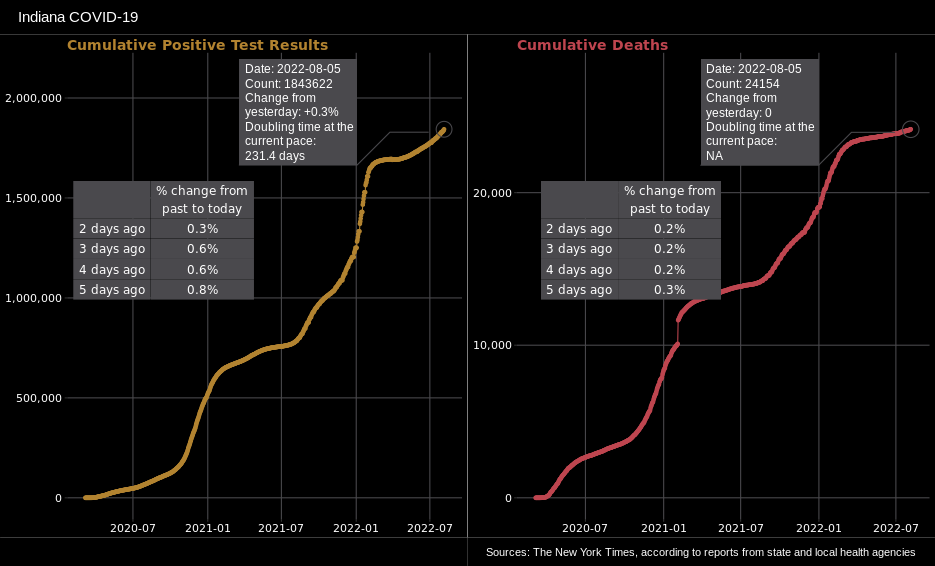 Indiana COVID-19
Cumulative Positive Test Results
Date: 2022-08-05
Count: 1843622
Change from
yesterday: +0.3%
Doubling time at the
current pace:
231.4 days
% change from
past to today
2 days ago 0.3%
3 days ago 0.6%
4 days ago 0.6%
5 days ago 0.8%
2,000,000
1,500,000
1,000,000
500,000
0
2020-07 2021-01 2021-07 2022-01 2022-07
Cumulative Deaths
Date: 2022-08-05
Count: 24154
Change from
yesterday: 0
Doubling time at the
current pace:
NA
% change from
past to today
2 days ago 0.2%
3 days ago 0.2%
4 days ago 0.2%
5 days ago 0.3%
20,000
10,000
0
2020-07 2021-01 2021-07 2022-01 2022-07
Sources: The New York Times, according to reports from state and local health agencies